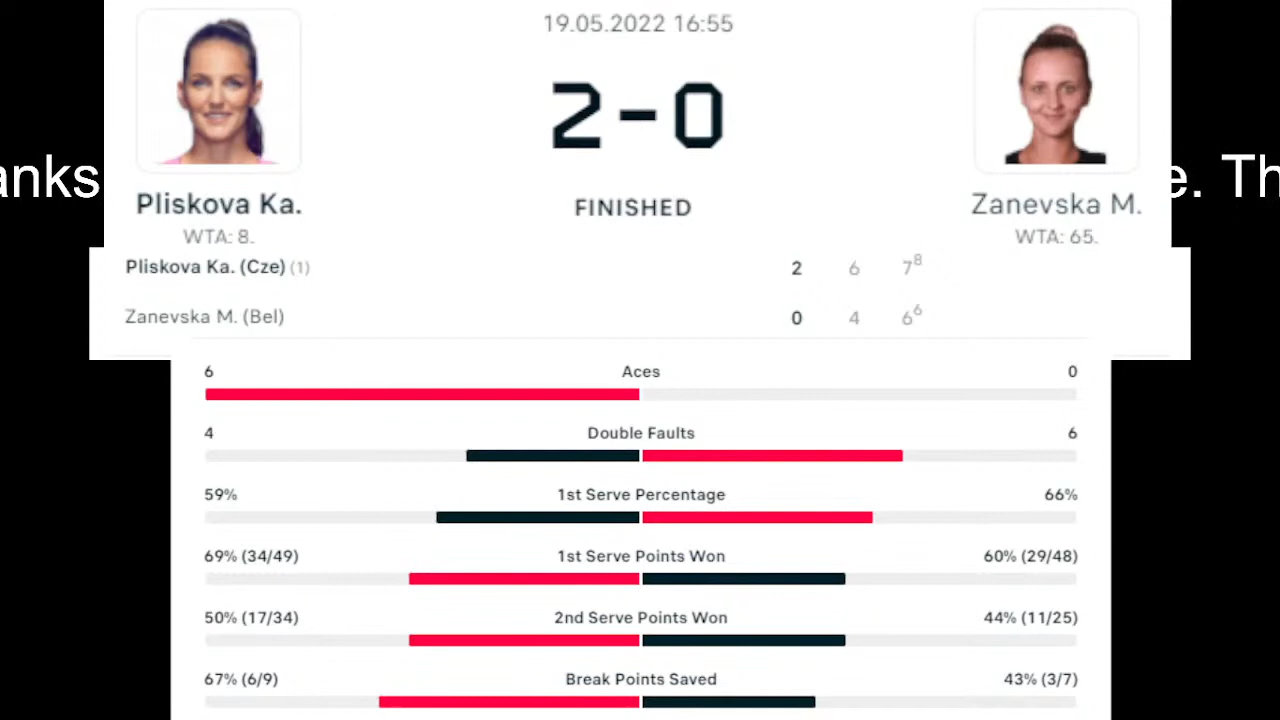 19.05.2022 16:55
2-0
anks
e. Th
Pliskova Ka.
FINISHED
Zanevska M.
WTA: 8.
WTA: 65.
Pliskova Ka. (Cze) (1) 2 6 7⁸
Zanevska M. (Bel) 0 4 6⁶
6 Aces 0
4 Double Faults 6
59% 1st Serve Percentage 66%
69% (34/49) 1st Serve Points Won 60% (29/48)
50% (17/34) 2nd Serve Points Won 44% (11/25)
67% (6/9) Break Points Saved 43% (3/7)